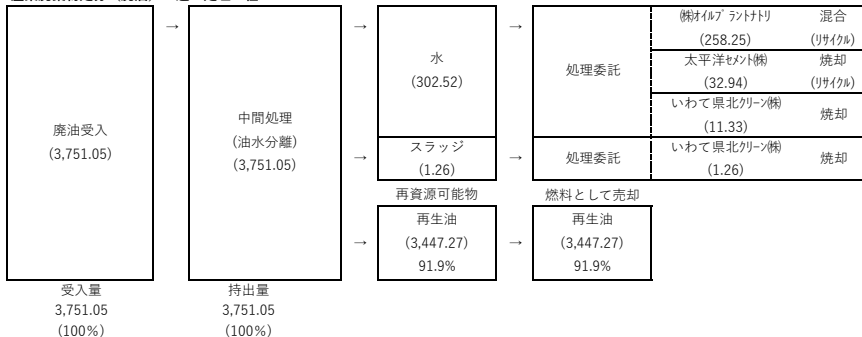 →
→
→
㈱ｵｲﾙﾌﾟﾗﾝﾄﾅﾄﾘ 混合
(258.25) (ﾘｻｲｸﾙ)
水
(302.52)
処理委託
太平洋ｾﾒﾝﾄ㈱ 焼却
(32.94) (ﾘｻｲｸﾙ)
いわて県北ｸﾘｰﾝ㈱
(11.33)
焼却
廃油受入
(3,751.05)
中間処理
(油水分離)
(3,751.05)
→
スラッジ
(1.26)
→
処理委託
いわて県北ｸﾘｰﾝ㈱
(1.26)
焼却
再資源可能物
燃料として売却
→
再生油
(3,447.27)
91.9%
→
再生油
(3,447.27)
91.9%
受入量
3,751.05
(100%)
持出量
3,751.05
(100%)